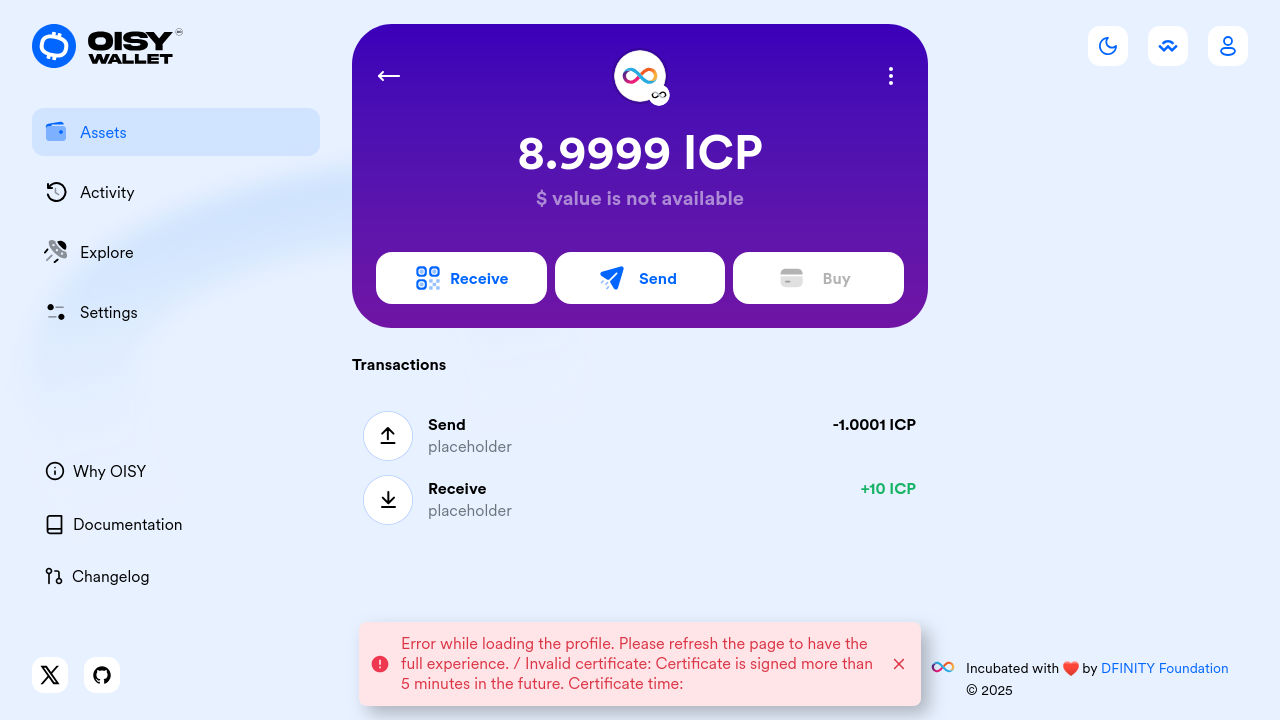 OISY
WALLET
Assets
Activity
Explore
Settings
Why OISY
Documentation
Changelog
8.9999 ICP
$ value is not available
Receive
Send
Buy
Transactions
Send
-1.0001 ICP
placeholder
Receive
+10 ICP
placeholder
Error while loading the profile. Please refresh the page to have the
full experience. / Invalid certificate: Certificate is signed more than
5 minutes in the future. Certificate time:
Incubated with ❤️ by DFINITY Foundation
© 2025